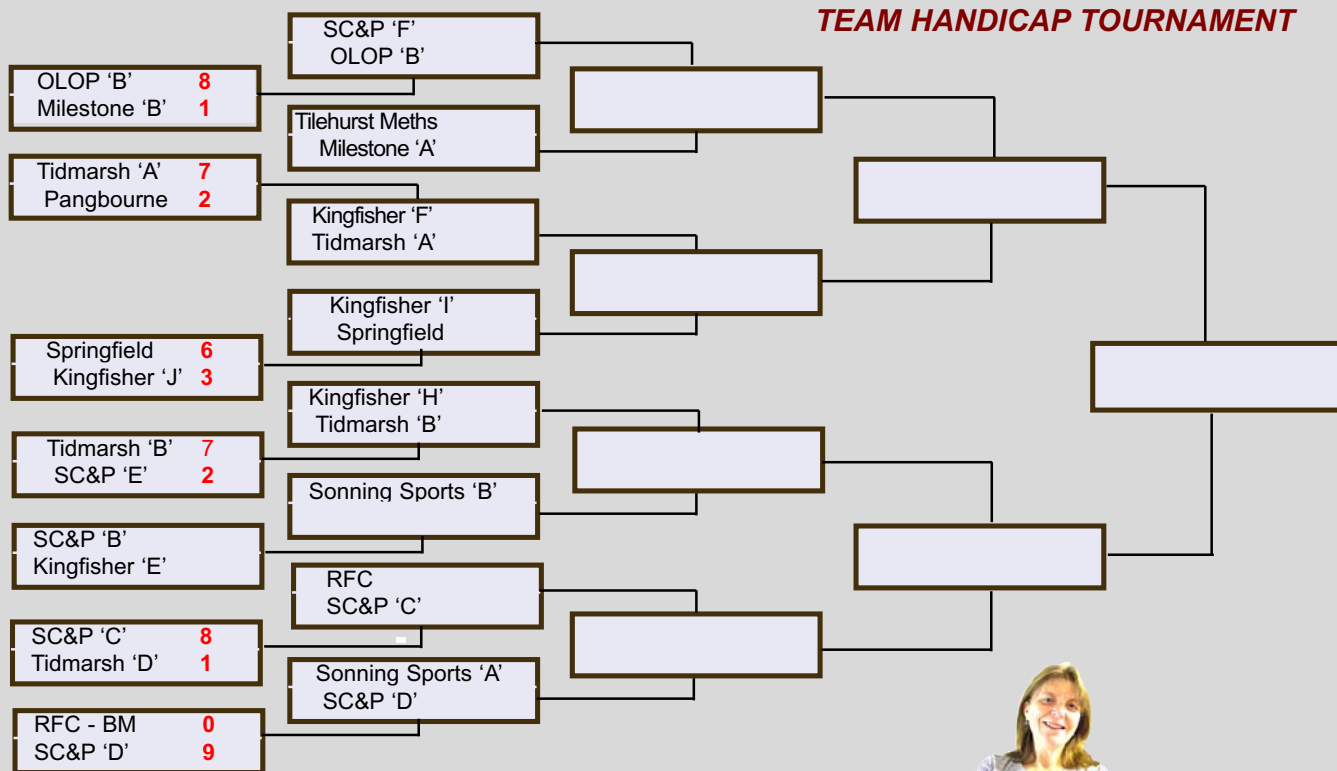 TEAM HANDICAP TOURNAMENT
OLOP ‘B’ 8
Milestone ‘B’ 1
Tidmarsh ‘A’ 7
Pangbourne 2
Springfield 6
Kingfisher ‘J’ 3
Tidmarsh ‘B’ 7
SC&P ‘E’ 2
SC&P ‘B’
Kingfisher ‘E’
SC&P ‘C’ 8
Tidmarsh ‘D’ 1
RFC - BM 0
SC&P ‘D’ 9
SC&P ‘F’
OLOP ‘B’
Tilehurst Meths
Milestone ‘A’
Kingfisher ‘F’
Tidmarsh ‘A’
Kingfisher ‘I’
Springfield
Kingfisher ‘H’
Tidmarsh ‘B’
Sonning Sports ‘B’
RFC
SC&P ‘C’
Sonning Sports ‘A’
SC&P ‘D’